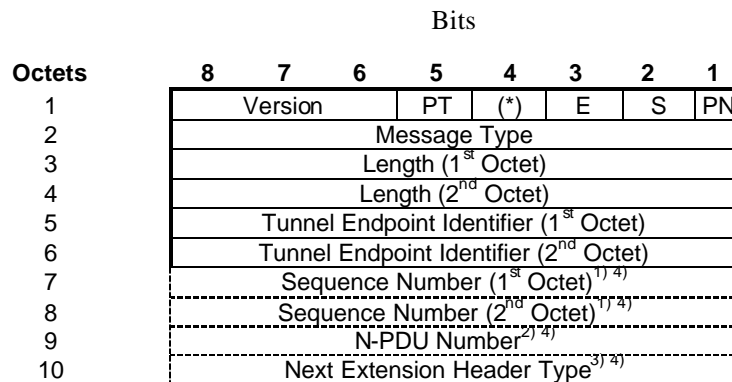 Bits
Octets 8 7 6 5 4 3 2 1
1 Version PT (*) E S PN
2 Message Type
3 Length (1st Octet)
4 Length (2nd Octet)
5 Tunnel Endpoint Identifier (1st Octet)
6 Tunnel Endpoint Identifier (2nd Octet)
7 Sequence Number (1st Octet)1) 4)
8 Sequence Number (2nd Octet)1) 4)
9 N-PDU Number2) 4)
10 Next Extension Header Type3) 4)